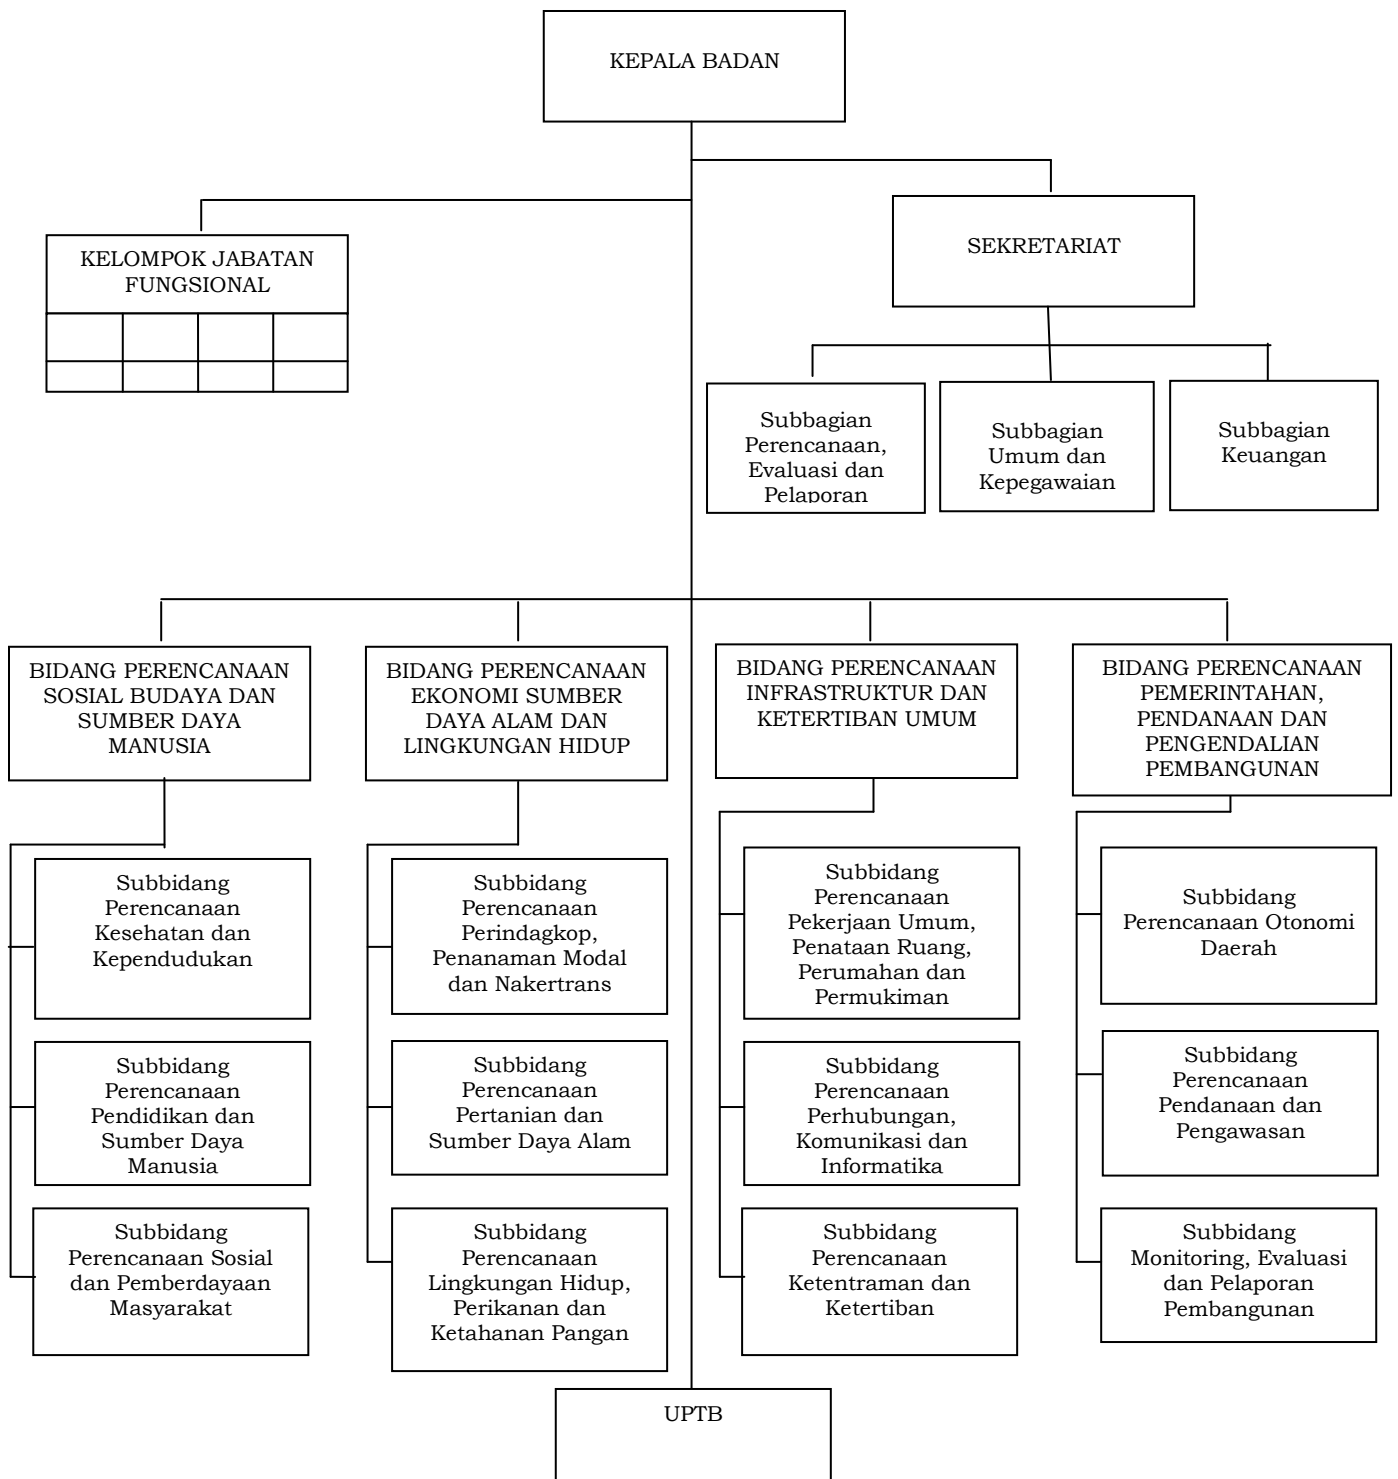 KEPALA BADAN
SEKRETARIAT
KELOMPOK JABATAN
FUNGSIONAL
Subbagian
Perencanaan,
Evaluasi dan
Pelaporan
Subbagian
Umum dan
Kepegawaian
Subbagian
Keuangan
BIDANG PERENCANAAN
SOSIAL BUDAYA DAN
SUMBER DAYA
MANUSIA
BIDANG PERENCANAAN
EKONOMI SUMBER
DAYA ALAM DAN
LINGKUNGAN HIDUP
BIDANG PERENCANAAN
INFRASTRUKTUR DAN
KETERTIBAN UMUM
BIDANG PERENCANAAN
PEMERINTAHAN,
PENDANAAN DAN
PENGENDALIAN
PEMBANGUNAN
Subbidang
Perencanaan
Kesehatan dan
Kependudukan
Subbidang
Perencanaan
Perindagkop,
Penanaman Modal
dan Nakertrans
Subbidang
Perencanaan
Pekerjaan Umum,
Penataan Ruang,
Perumahan dan
Permukiman
Subbidang
Perencanaan Otonomi
Daerah
Subbidang
Perencanaan
Pendidikan dan
Sumber Daya
Manusia
Subbidang
Perencanaan
Pertanian dan
Sumber Daya Alam
Subbidang
Perencanaan
Perhubungan,
Komunikasi dan
Informatika
Subbidang
Perencanaan
Pendanaan dan
Pengawasan
Subbidang
Perencanaan Sosial
dan Pemberdayaan
Masyarakat
Subbidang
Perencanaan
Lingkungan Hidup,
Perikanan dan
Ketahanan Pangan
Subbidang
Perencanaan
Ketentraman dan
Ketertiban
Subbidang
Monitoring, Evaluasi
dan Pelaporan
Pembangunan
UPTB